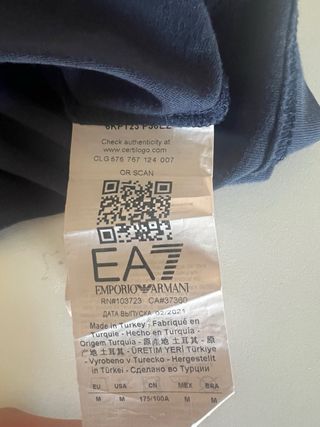 Check authenticity at
www.certilogo.com
CLG 576 767 124 007
OR SCAN
EA7
EMPORIO ARMANI
RN#103723 CA#37360
ДАТА ВЫПУСКА 02/2021
Made in Turkey - Fabriqué en
Turquie - Hecho en Turquía -
Origem Turquia - 原産地 土耳其 - 原
产地 土耳其 - ÜRETİM YERİ Türkiye
- Vyrobeno v Turecko - Hergestellt
in Türkei - Сделано во Турции
EU USA CN MEX BRA
M M 175/100A M M